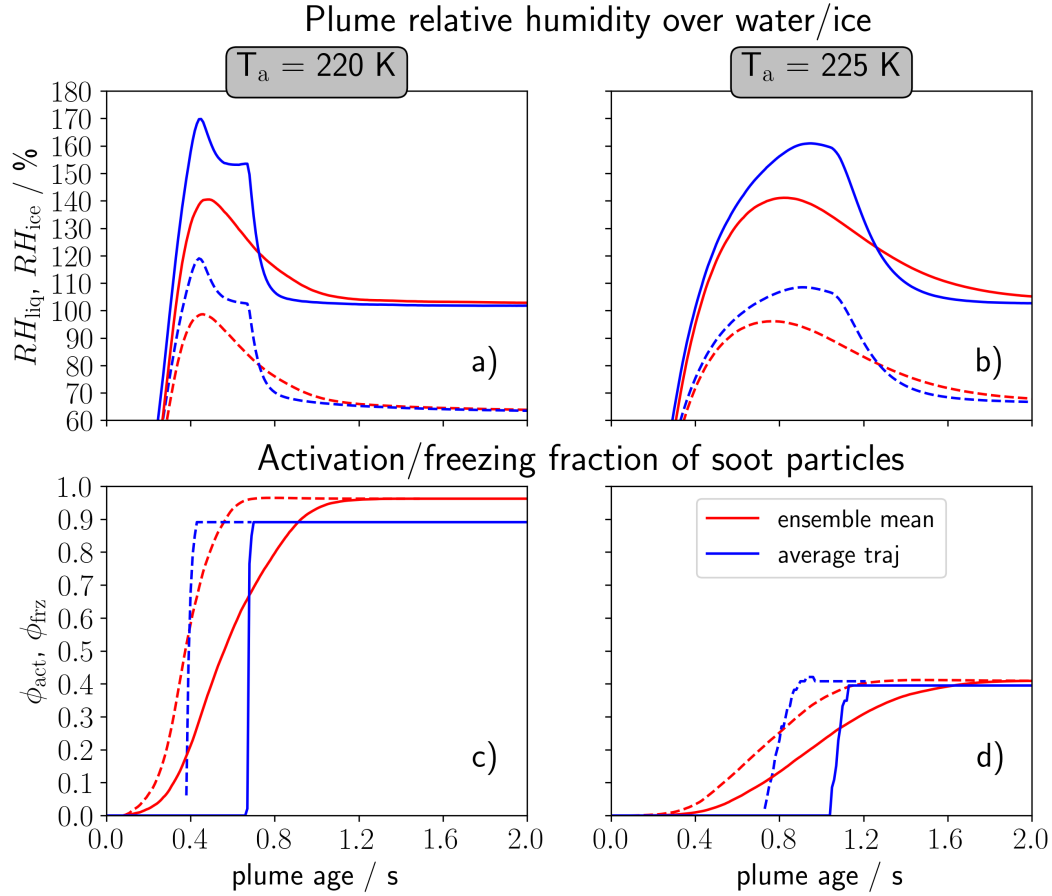 Plume relative humidity over water/ice
Tₐ = 220 K
Tₐ = 225 K
RH_liq, RH_ice / %
180
170
160
150
140
130
120
110
100
90
80
70
60
a)
b)
Activation/freezing fraction of soot particles
ϕ_act, ϕ_frz
1.0
0.9
0.8
0.7
0.6
0.5
0.4
0.3
0.2
0.1
0.0
c)
ensemble mean
average traj
d)
0.0 0.4 0.8 1.2 1.6 2.0
0.0 0.4 0.8 1.2 1.6 2.0
plume age / s
plume age / s